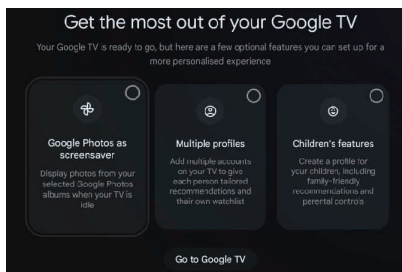 Get the most out of your Google TV
Your Google TV is ready to go, but here are a few optional features you can set up for a
more personalised experience
Google Photos as
screensaver
Display photos from your
selected Google Photos
albums when your TV is
idle
Multiple profiles
Add multiple accounts
on your TV to give
each person tailored
recommendations and
their own watchlist
Children's features
Create a profile for
your children, including
family-friendly
recommendations and
parental controls
Go to Google TV